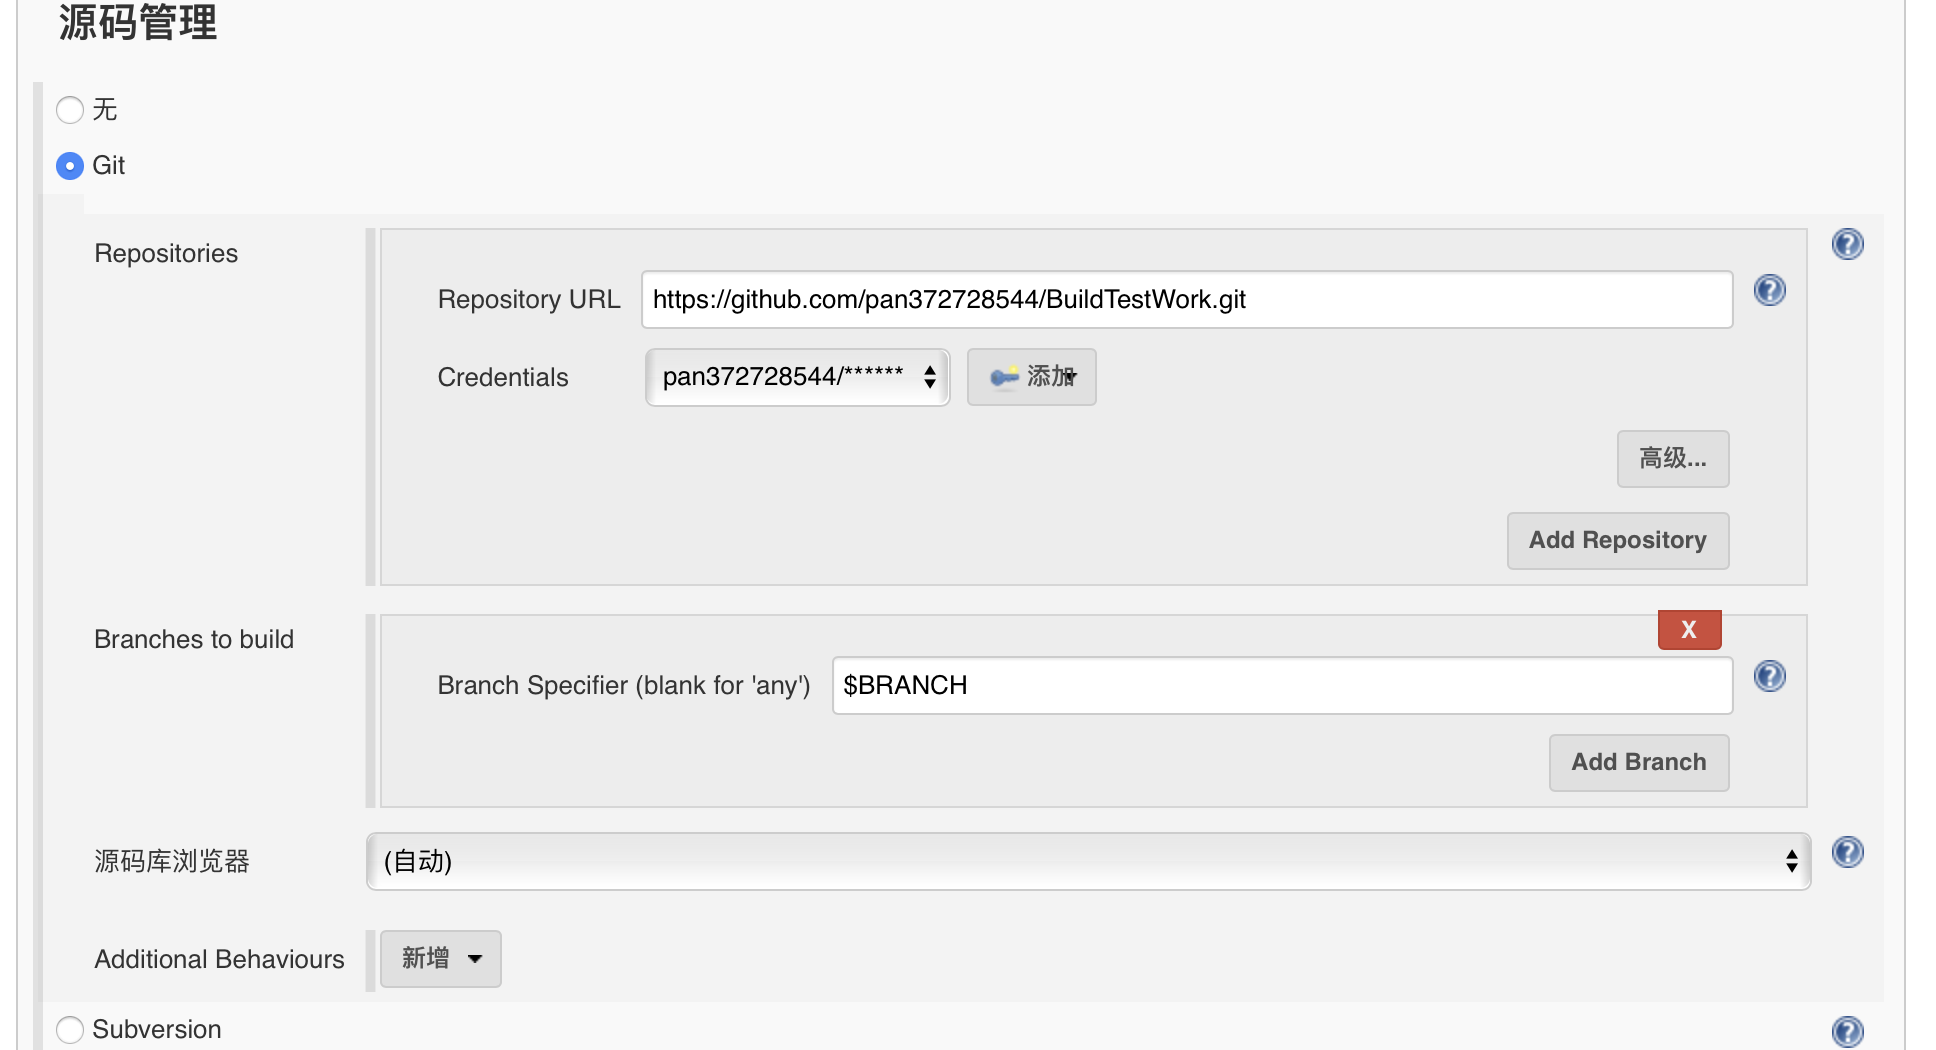 源码管理
无
Git
Repositories
Repository URL https://github.com/pan372728544/BuildTestWork.git
Credentials pan372728544/****** 添加
高级...
Add Repository
Branches to build
X
Branch Specifier (blank for 'any') $BRANCH
Add Branch
源码库浏览器 (自动)
Additional Behaviours 新增
Subversion